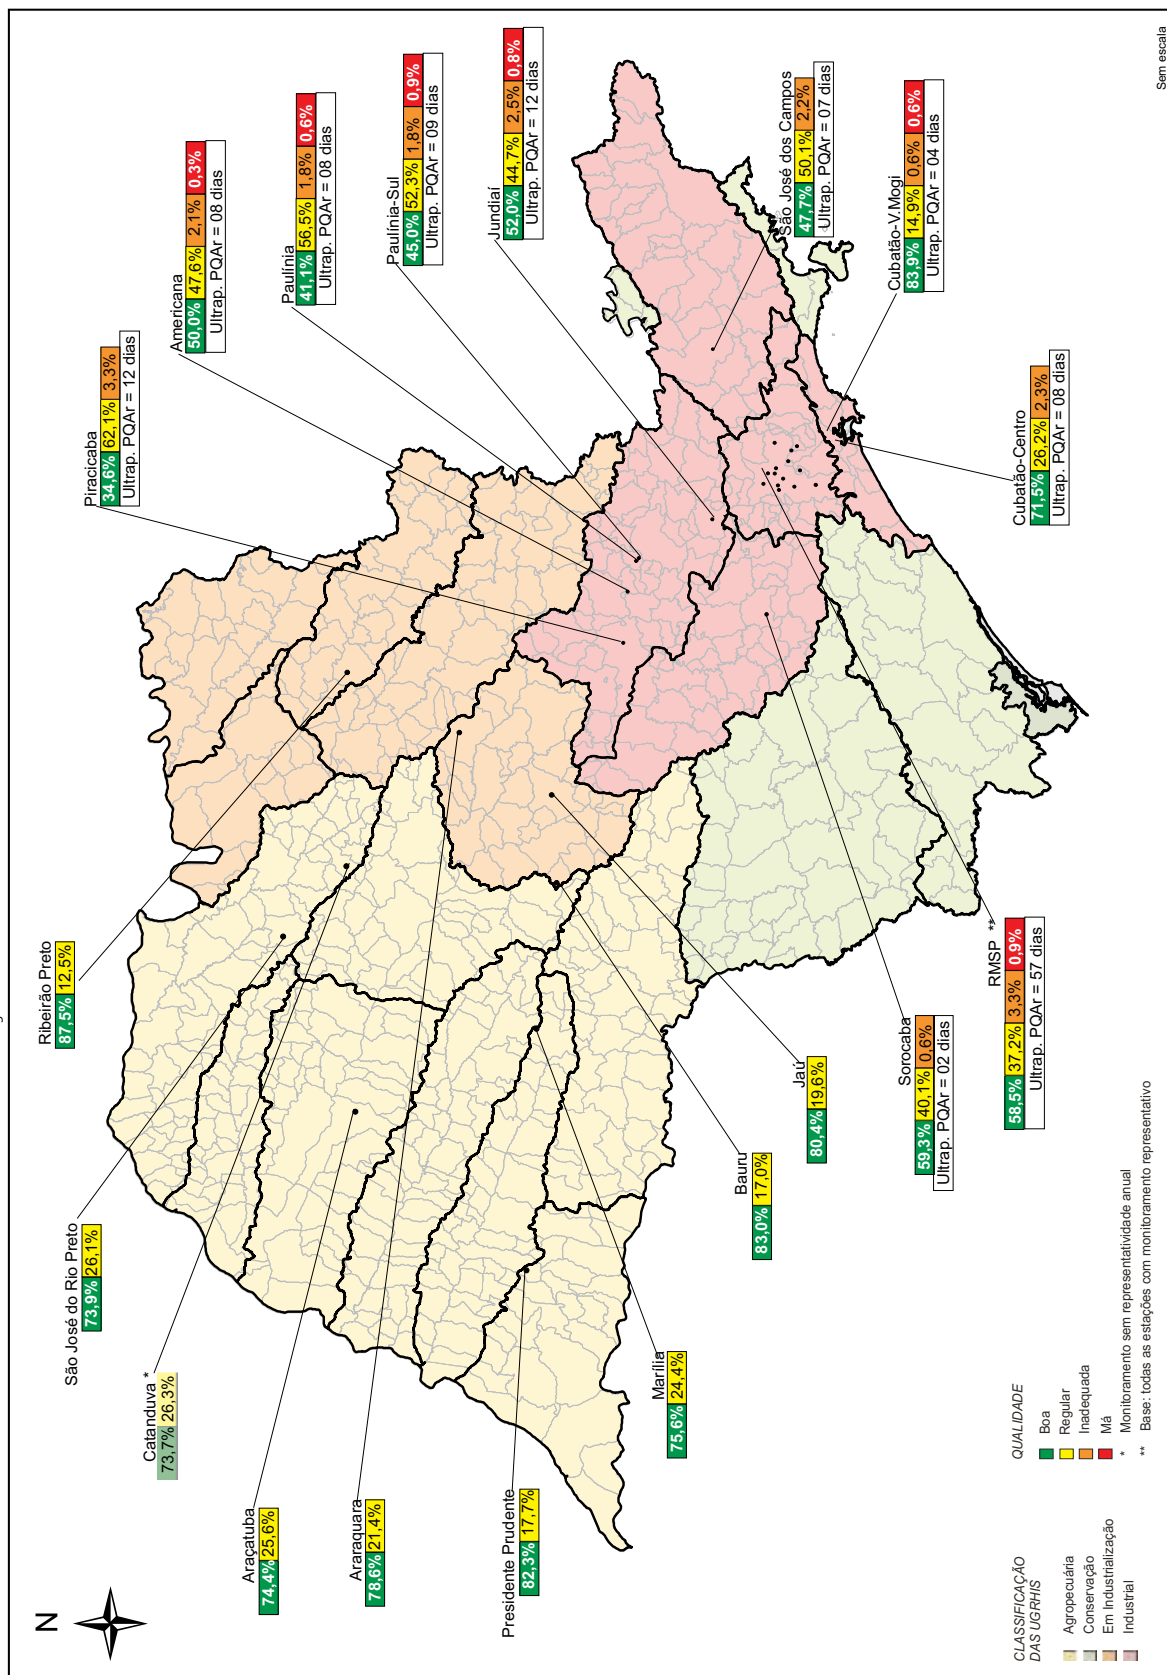 N
São José do Rio Preto
73,9% 26,1%
Catanduva *
73,7% 26,3%
Araçatuba
74,4% 25,6%
Araraquara
78,6% 21,4%
Presidente Prudente
82,3% 17,7%
Marília
75,6% 24,4%
Bauru
83,0% 17,0%
Jaú
80,4% 19,6%
Ribeirão Preto
87,5% 12,5%
Piracicaba
34,6% 62,1% 3,3%
Ultrap. PQAr = 12 dias
Americana
50,0% 47,6% 2,1% 0,3%
Ultrap. PQAr = 08 dias
Paulínia
41,1% 56,5% 1,8% 0,6%
Ultrap. PQAr = 08 dias
Paulínia-Sul
45,0% 52,3% 1,8% 0,9%
Ultrap. PQAr = 09 dias
Jundiaí
52,0% 44,7% 2,5% 0,8%
Ultrap. PQAr = 12 dias
São José dos Campos
47,7% 50,1% 2,2%
Ultrap. PQAr = 07 dias
Cubatão-V.Mogi
83,9% 14,9% 0,6% 0,6%
Ultrap. PQAr = 04 dias
Cubatão-Centro
71,5% 26,2% 2,3%
Ultrap. PQAr = 08 dias
Sorocaba
59,3% 40,1% 0,6%
Ultrap. PQAr = 02 dias
RMSP **
58,5% 37,2% 3,3% 0,9%
Ultrap. PQAr = 57 dias
CLASSIFICAÇÃO
DAS UGRHIS
Agropecuária
Conservação
Em Industrialização
Industrial
QUALIDADE
Boa
Regular
Inadequada
Má
* Monitoramento sem representatividade anual
** Base: todas as estações com monitoramento representativo
Sem escala